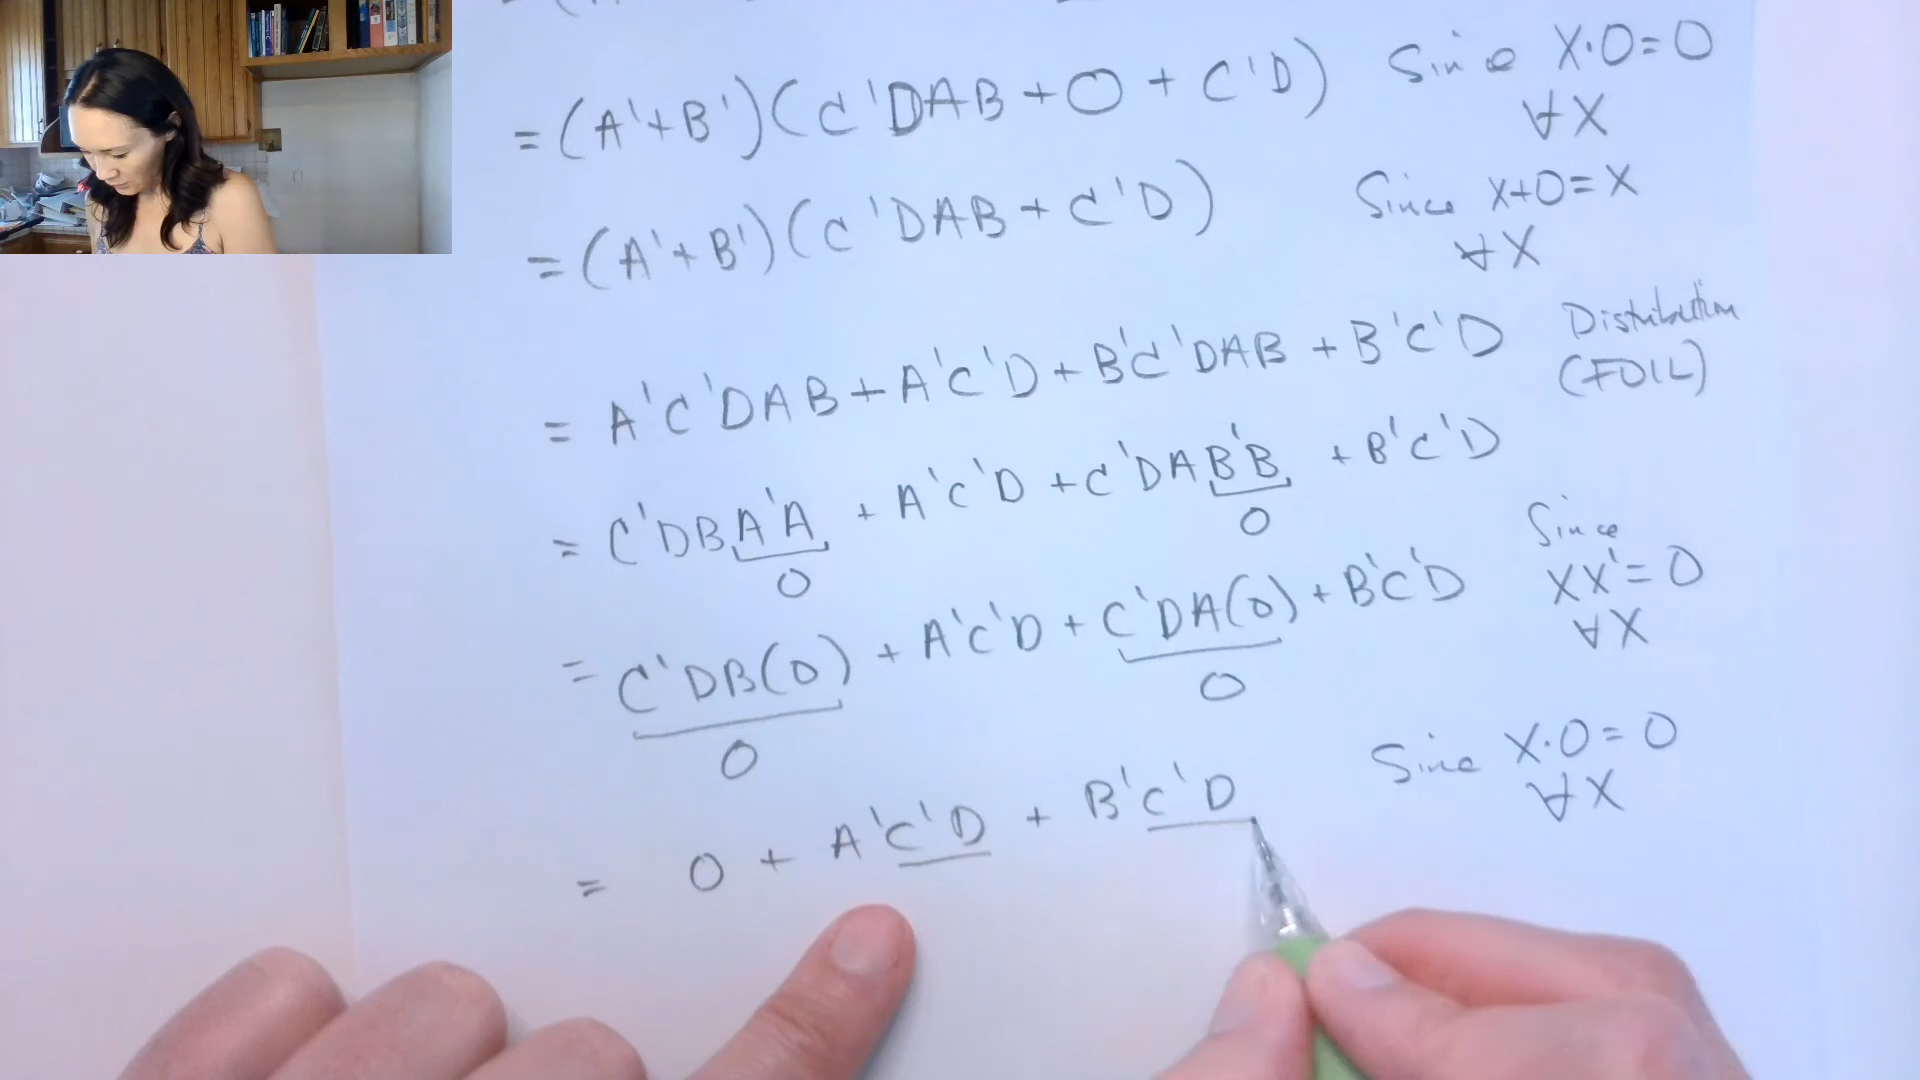 = (A'+B')(C'DAB + 0 + C'D) Since X·0=0
∀X
= (A'+B')(C'DAB + C'D) Since X+0=X
∀X
= A'C'DAB + A'C'D + B'C'DAB + B'C'D Distribution
(FOIL)
= C'DBA'A + A'C'D + C'DAB'B + B'C'D
0 0
Since
XX'=0
∀X
= C'DB(0) + A'C'D + C'DA(0) + B'C'D
0 0
= 0 + A'C'D + B'C'D Since X·0=0
∀X